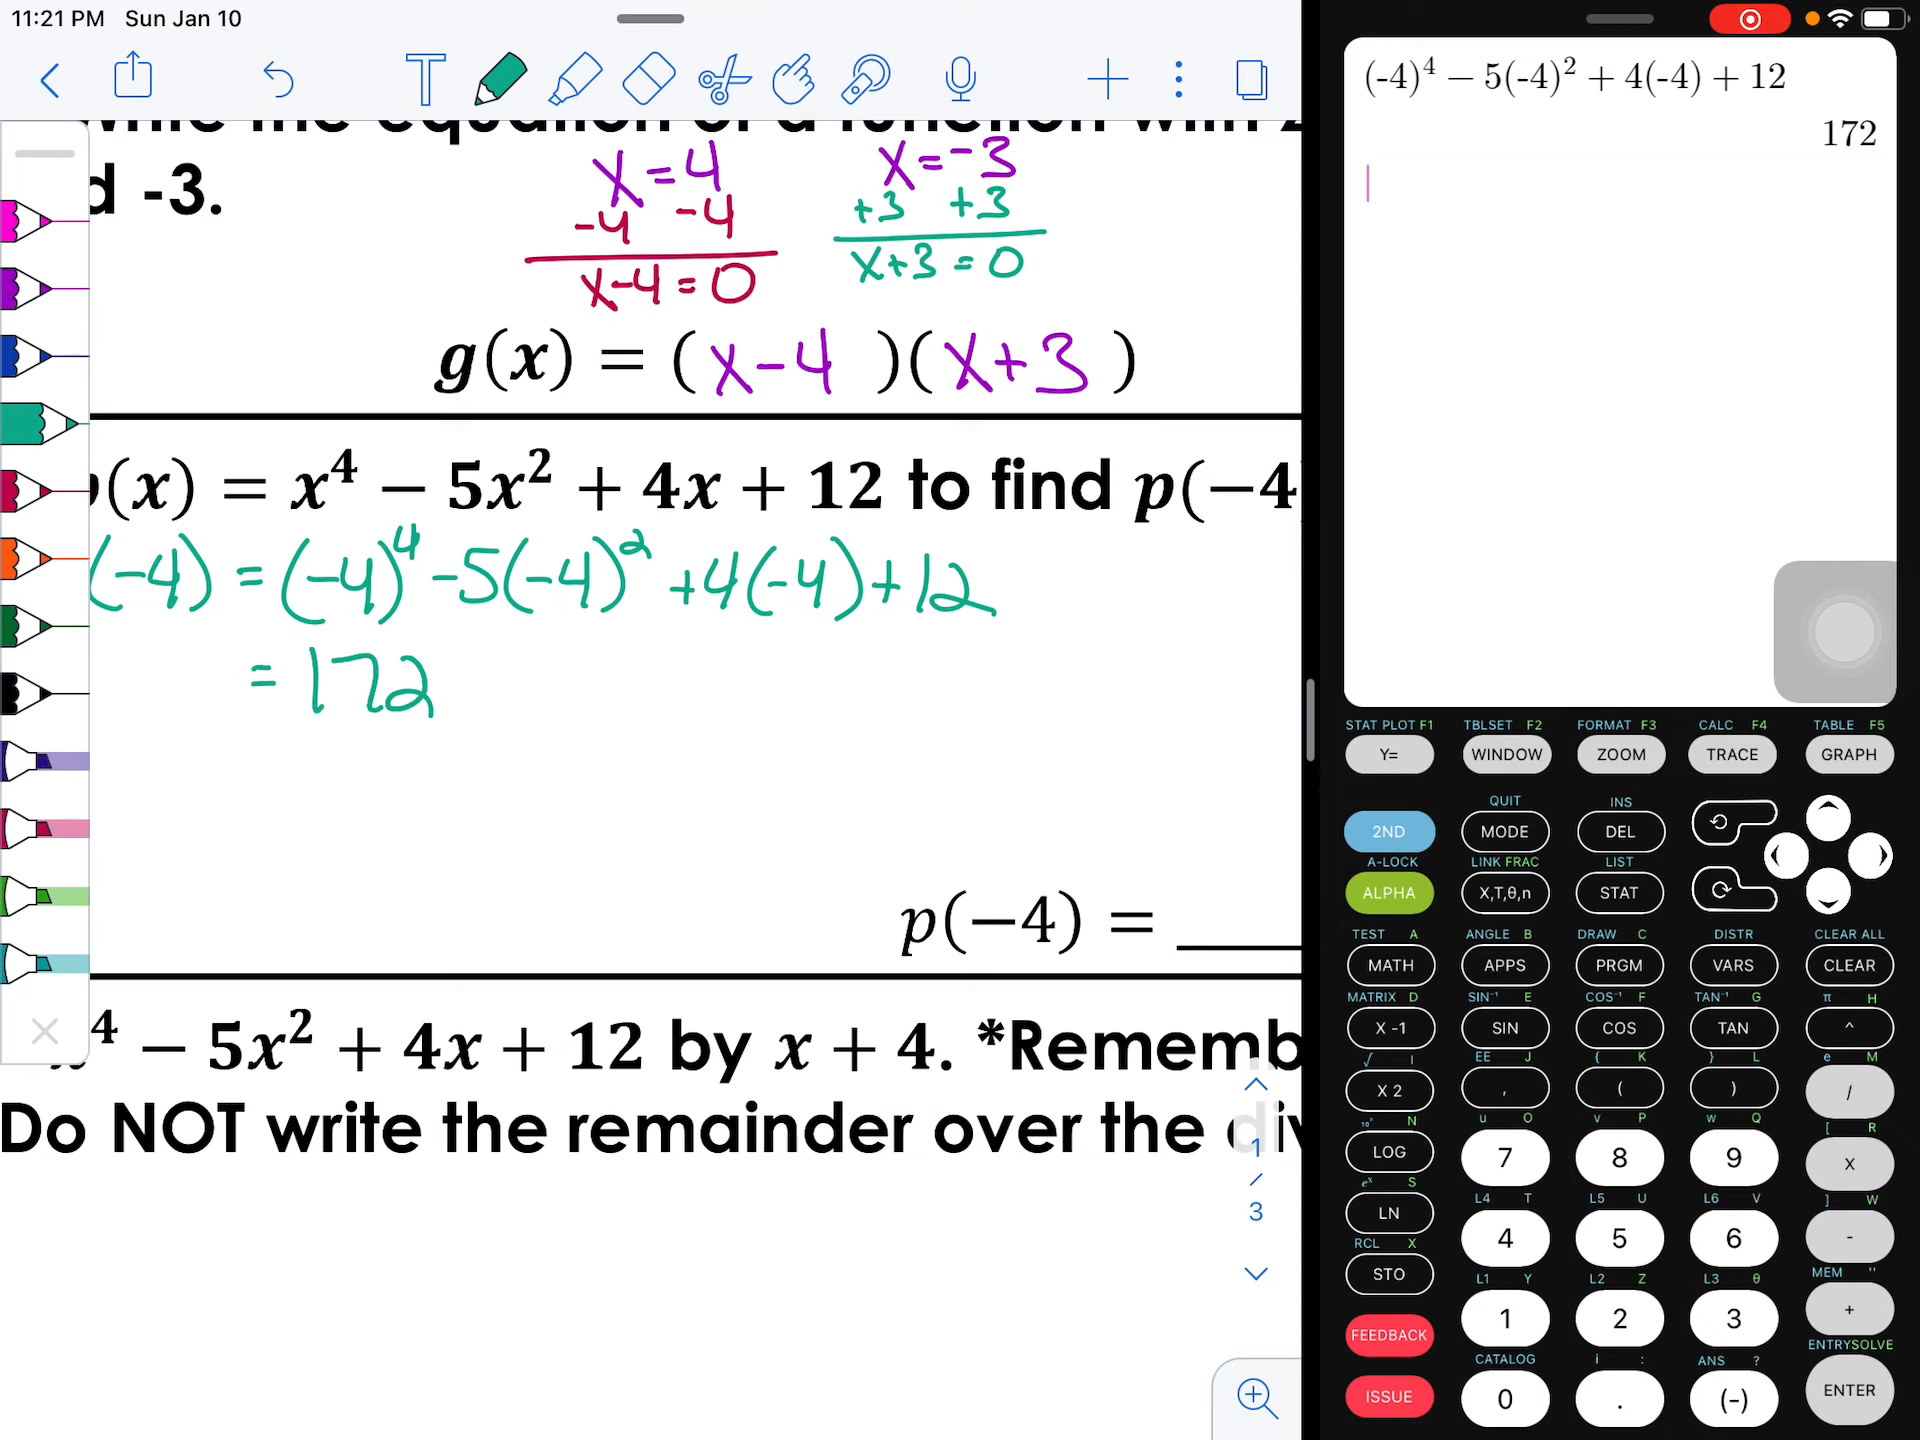 11:21 PM Sun Jan 10
d -3.
x = 4
-4 -4
x-4 = 0
x = -3
+3 +3
x+3 = 0
g(x) = ( x-4 )( x+3 )
(x) = x⁴ − 5x² + 4x + 12 to find p(−4
(-4) = (-4)⁴ -5(-4)² +4(-4)+12
= 172
p(−4) =
⁴ − 5x² + 4x + 12 by x + 4. *Rememb
Do NOT write the remainder over the div
1
/
3
(-4)⁴ − 5(-4)² + 4(-4) + 12
172
STAT PLOT F1 TBLSET F2 FORMAT F3 CALC F4 TABLE F5
Y= WINDOW ZOOM TRACE GRAPH
QUIT INS
2ND MODE DEL
A-LOCK LINK FRAC LIST
ALPHA X,T,θ,n STAT
TEST A ANGLE B DRAW C DISTR CLEAR ALL
MATH APPS PRGM VARS CLEAR
MATRIX D SIN⁻¹ E COS⁻¹ F TAN⁻¹ G π H
X -1 SIN COS TAN ^
√ I EE J { K } L e M
X 2 , ( ) /
10ˣ N u O v P w Q [ R
LOG 7 8 9 X
eˣ S L4 T L5 U L6 V ] W
LN 4 5 6 -
RCL X L1 Y L2 Z L3 θ MEM "
STO 1 2 3 +
FEEDBACK CATALOG i : ANS ? ENTRY SOLVE
ISSUE 0 . (-) ENTER